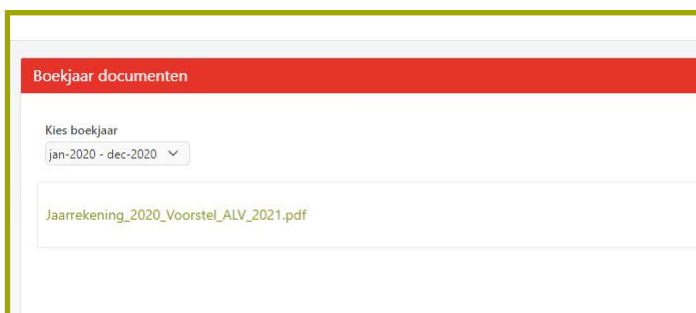 Boekjaar documenten
Kies boekjaar
jan-2020 - dec-2020
Jaarrekening_2020_Voorstel_ALV_2021.pdf